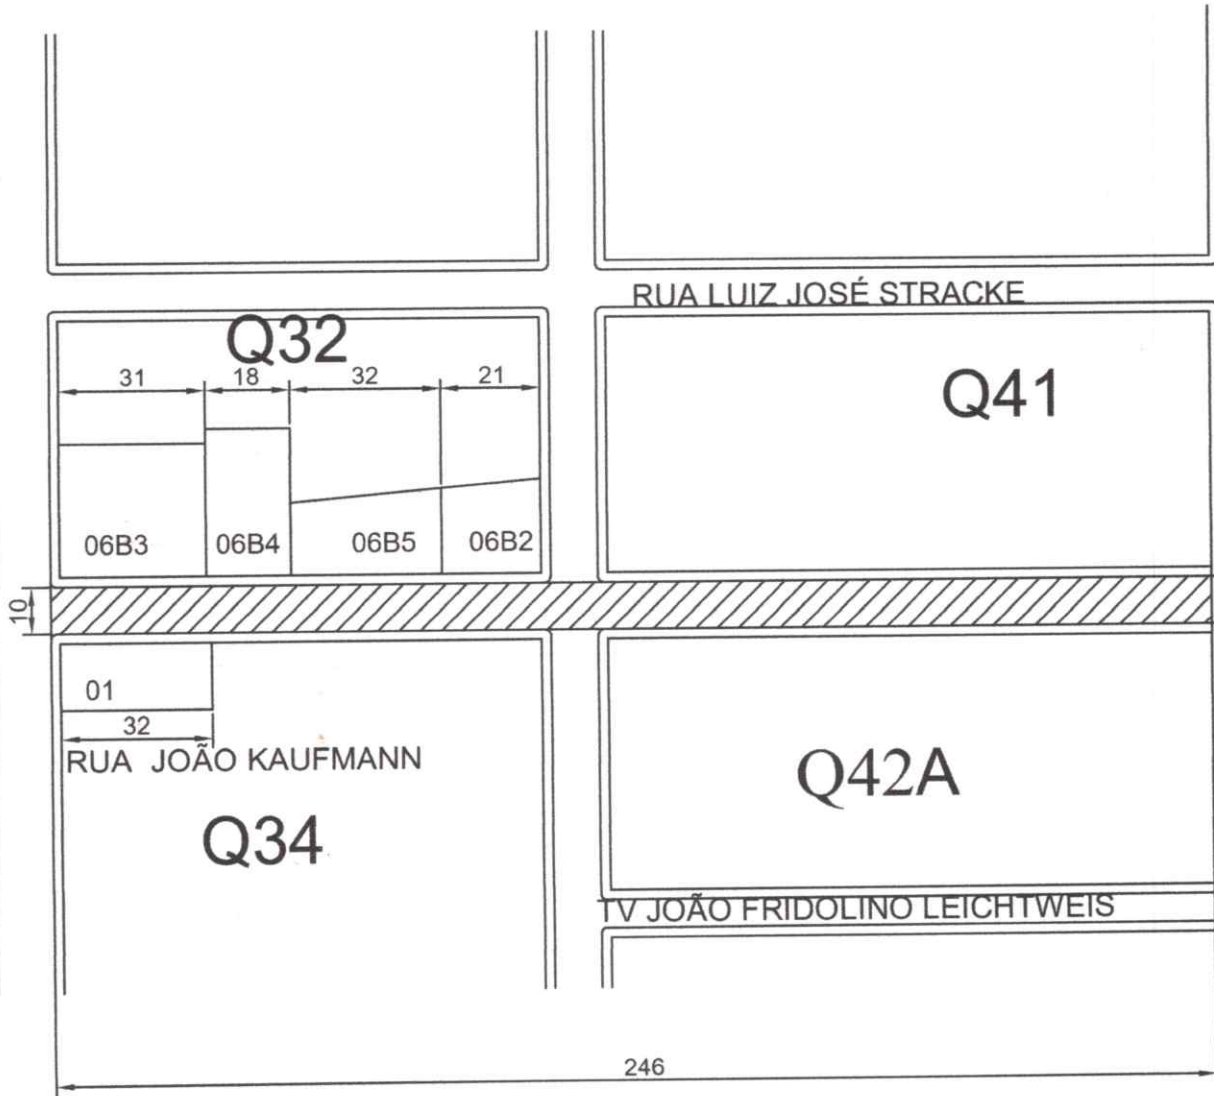 RUA LUIZ JOSÉ STRACKE
Q32
31 18 32 21
Q41
06B3 06B4 06B5 06B2
10
01
32
RUA JOÃO KAUFMANN
Q42A
Q34
TV JOÃO FRIDOLINO LEICHTWEIS
246